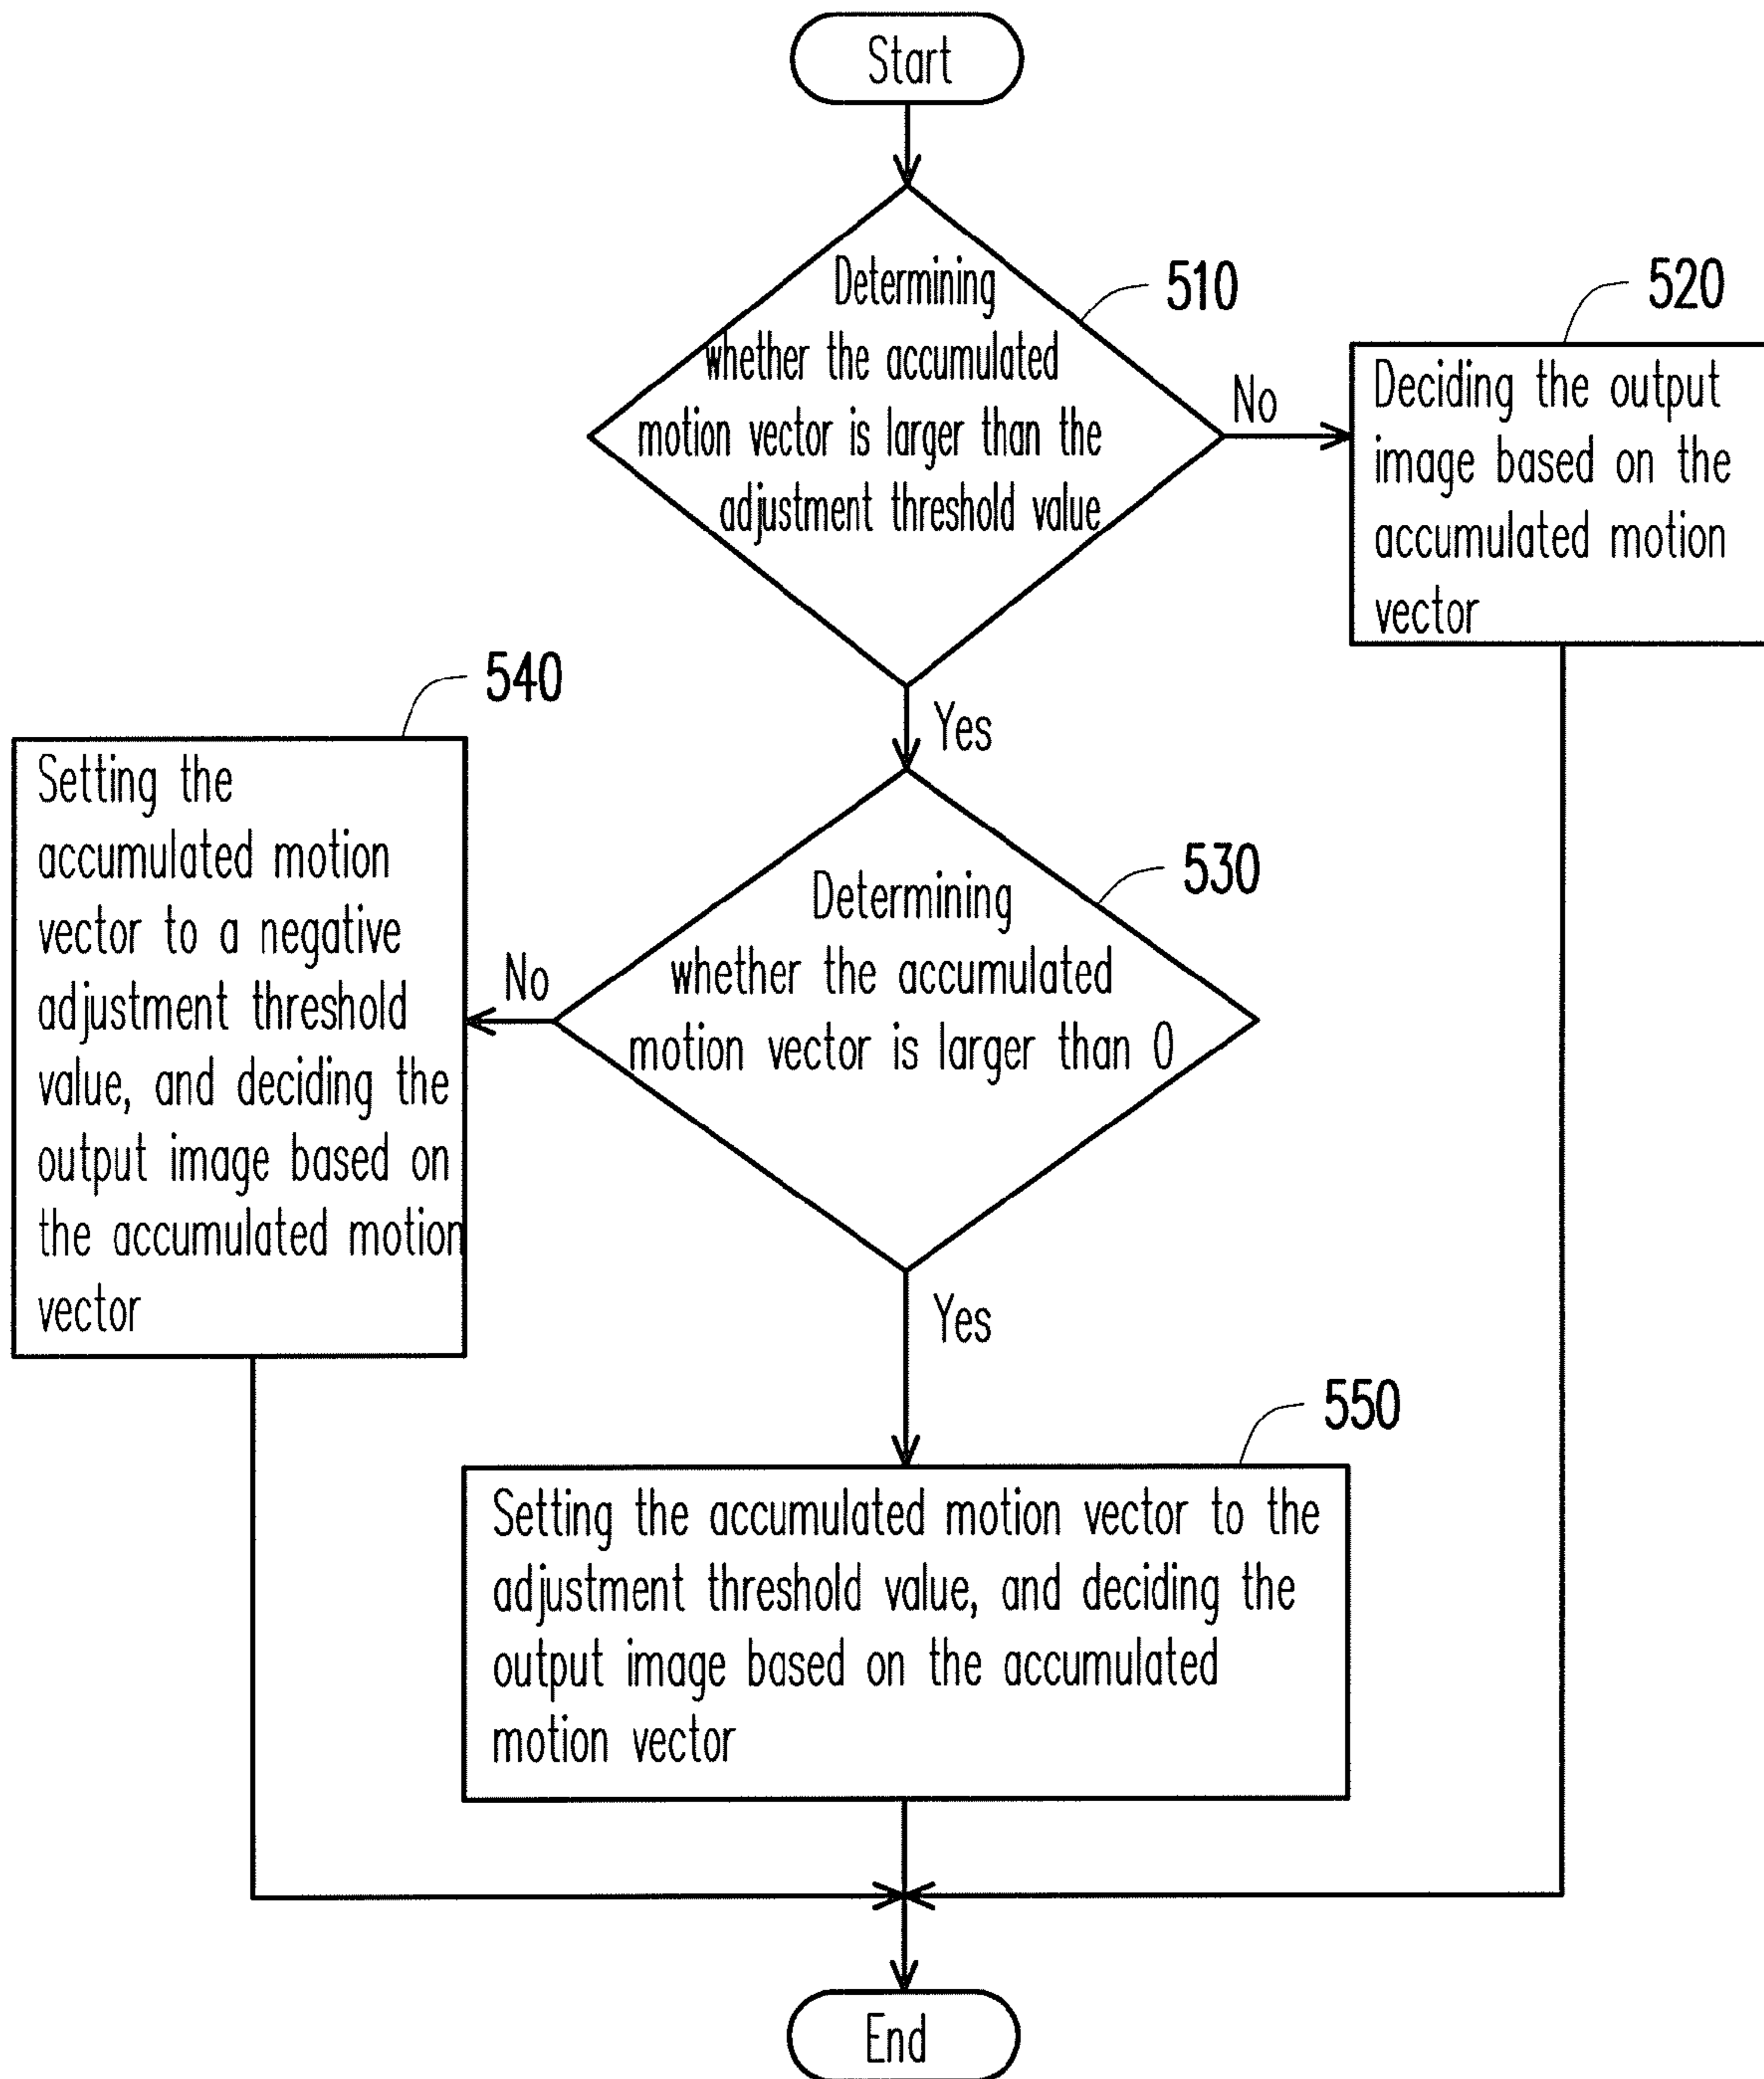 Start
Determining
whether the accumulated
motion vector is larger than the
adjustment threshold value
510
No
520
Deciding the output
image based on the
accumulated motion
vector
Yes
540
Setting the
accumulated motion
vector to a negative
adjustment threshold
value, and deciding the
output image based on
the accumulated motion
vector
No
Determining
whether the accumulated
motion vector is larger than 0
530
Yes
550
Setting the accumulated motion vector to the
adjustment threshold value, and deciding the
output image based on the accumulated
motion vector
End